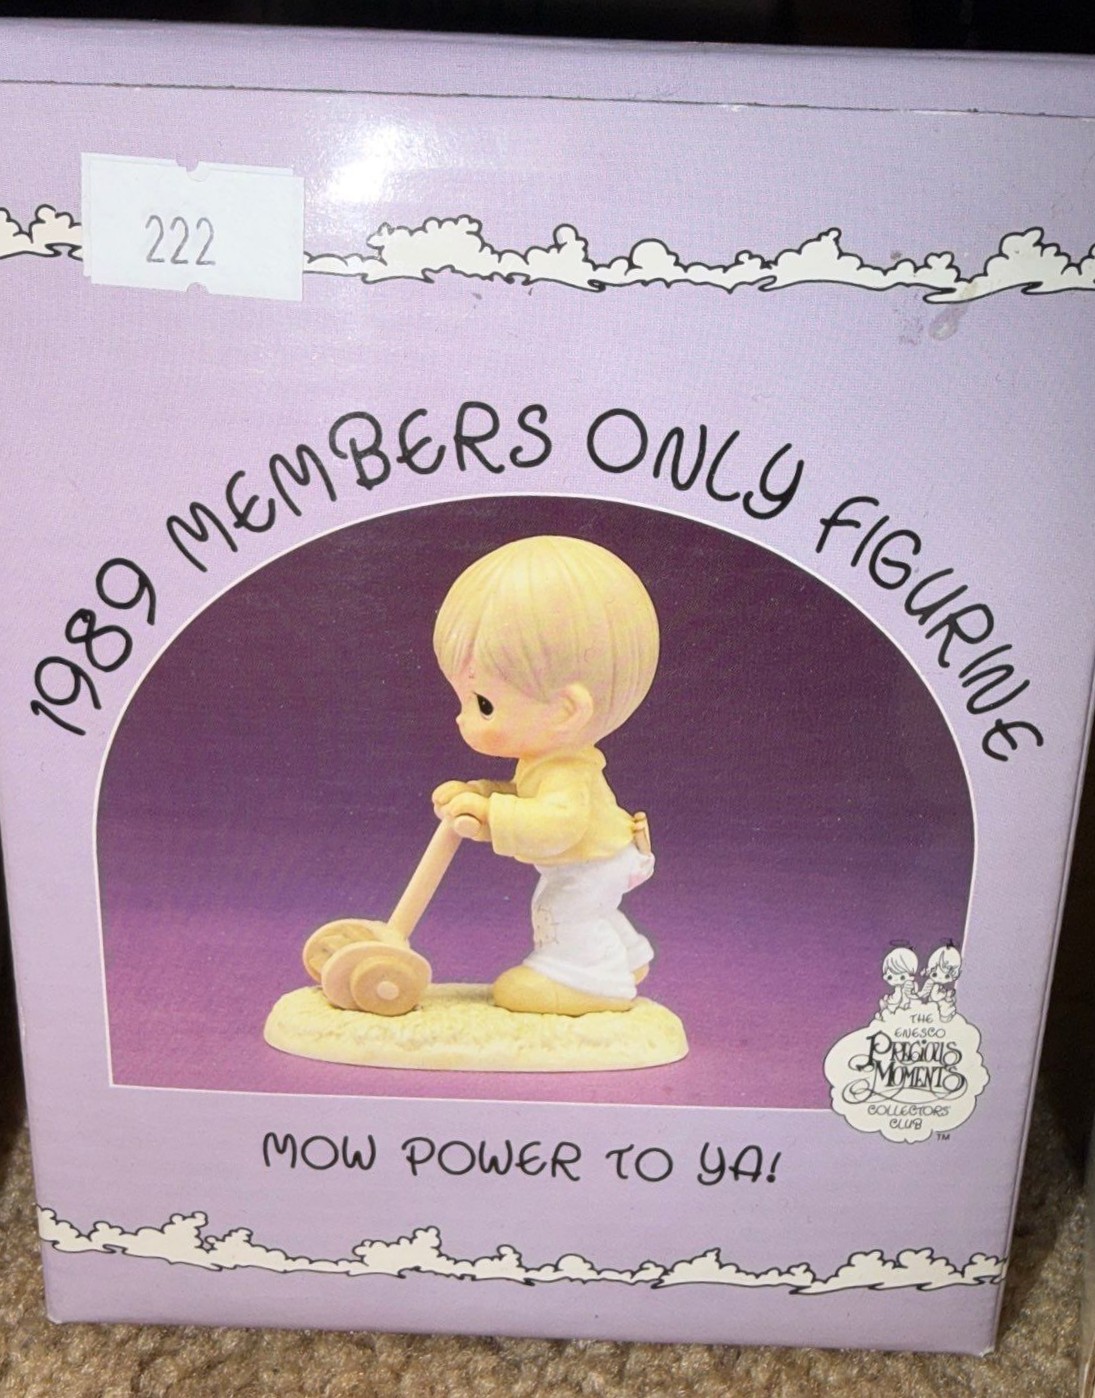 222
1989 MEMBERS ONLY FIGURINE
THE
ENESCO
PRECIOUS
MOMENTS
COLLECTORS
CLUB
TM
MOW POWER TO YA!